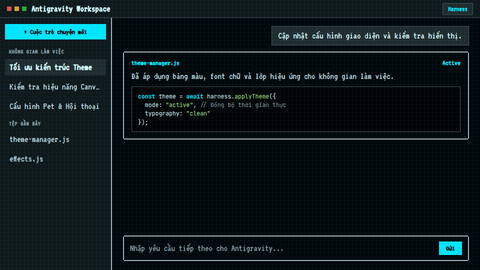 Antigravity Workspace
Harness
+ Cuộc trò chuyện mới
KHÔNG GIAN LÀM VIỆC
Tối ưu kiến trúc Theme
Kiểm tra hiệu năng Canv…
Cấu hình Pet & Hội thoại
TỆP GẦN ĐÂY
theme-manager.js
effects.js
Cập nhật cấu hình giao diện và kiểm tra hiển thị.
theme-manager.js
Active
Đã áp dụng bảng màu, font chữ và lớp hiệu ứng cho không gian làm việc.
const theme = await harness.applyTheme({
mode: "active", // Đồng bộ thời gian thực
typography: "clean"
});
Nhập yêu cầu tiếp theo cho Antigravity...
Gửi